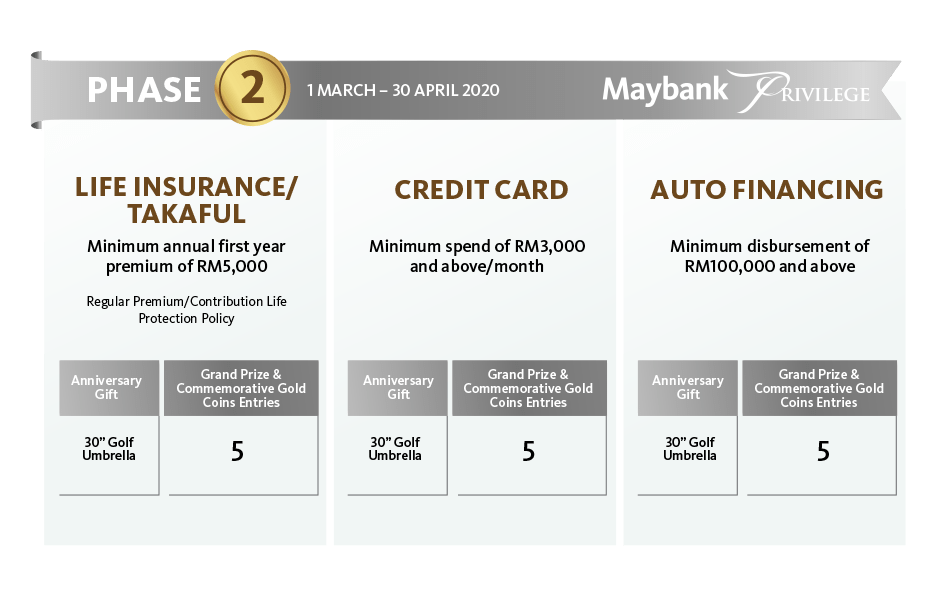 PHASE 2 1 MARCH – 30 APRIL 2020 Maybank PRIVILEGE
LIFE INSURANCE/
TAKAFUL
Minimum annual first year
premium of RM5,000
Regular Premium/Contribution Life
Protection Policy
Anniversary
Gift
Grand Prize &
Commemorative Gold
Coins Entries
30” Golf
Umbrella
5
CREDIT CARD
Minimum spend of RM3,000
and above/month
Anniversary
Gift
Grand Prize &
Commemorative Gold
Coins Entries
30” Golf
Umbrella
5
AUTO FINANCING
Minimum disbursement of
RM100,000 and above
Anniversary
Gift
Grand Prize &
Commemorative Gold
Coins Entries
30” Golf
Umbrella
5